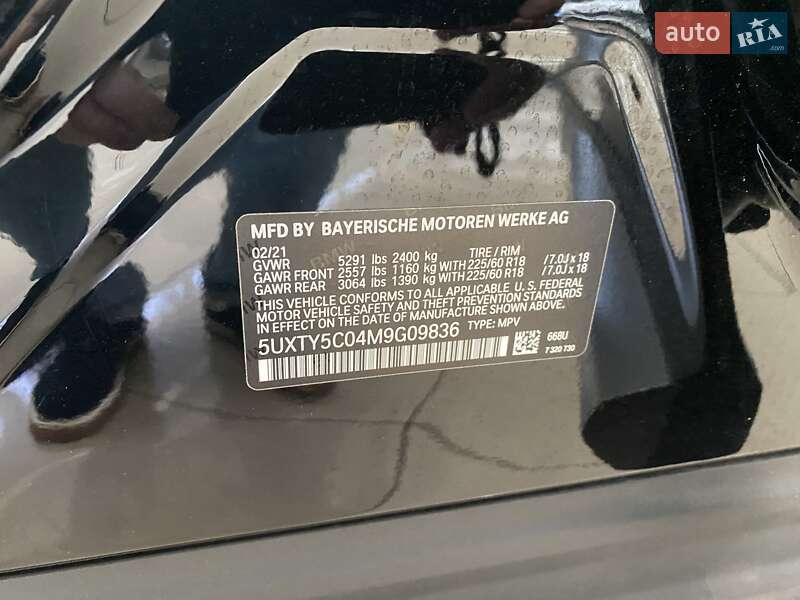 auto RIA .com
MFD BY BAYERISCHE MOTOREN WERKE AG
02/21 TIRE / RIM
GVWR 5291 lbs 2400 kg
GAWR FRONT 2557 lbs 1160 kg WITH 225/60 R18 /7.0J x 18
GAWR REAR 3064 lbs 1390 kg WITH 225/60 R18 /7.0J x 18
THIS VEHICLE CONFORMS TO ALL APPLICABLE U. S. FEDERAL
MOTOR VEHICLE SAFETY AND THEFT PREVENTION STANDARDS
IN EFFECT ON THE DATE OF MANUFACTURE SHOWN ABOVE.
5UXTY5C04M9G09836 TYPE: MPV
668U
7 320 730